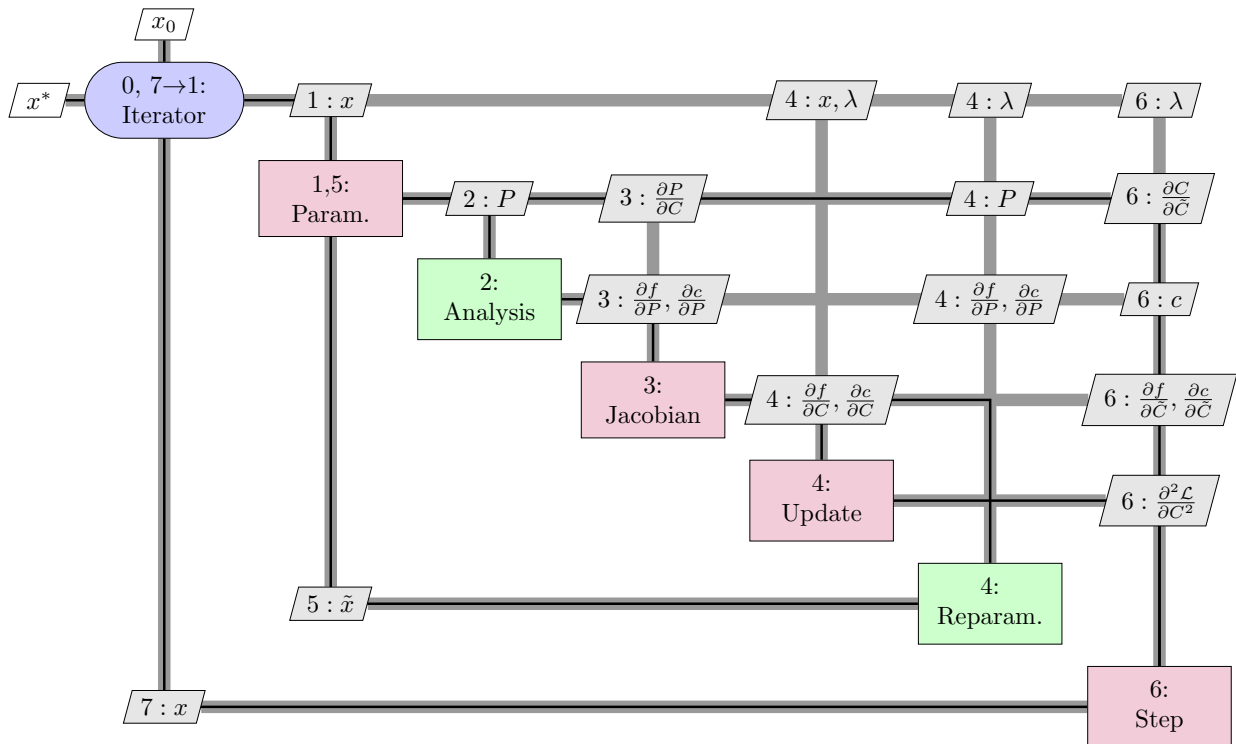 x₀
x*
0, 7→1:
Iterator
1 : x
4 : x, λ
4 : λ
6 : λ
1,5:
Param.
2 : P
3 : ∂P/∂C
4 : P
6 : ∂C/∂C̃
2:
Analysis
3 : ∂f/∂P, ∂c/∂P
4 : ∂f/∂P, ∂c/∂P
6 : c
3:
Jacobian
4 : ∂f/∂C, ∂c/∂C
6 : ∂f/∂C̃, ∂c/∂C̃
4:
Update
6 : ∂²ℒ/∂C²
5 : x̃
4:
Reparam.
7 : x
6:
Step